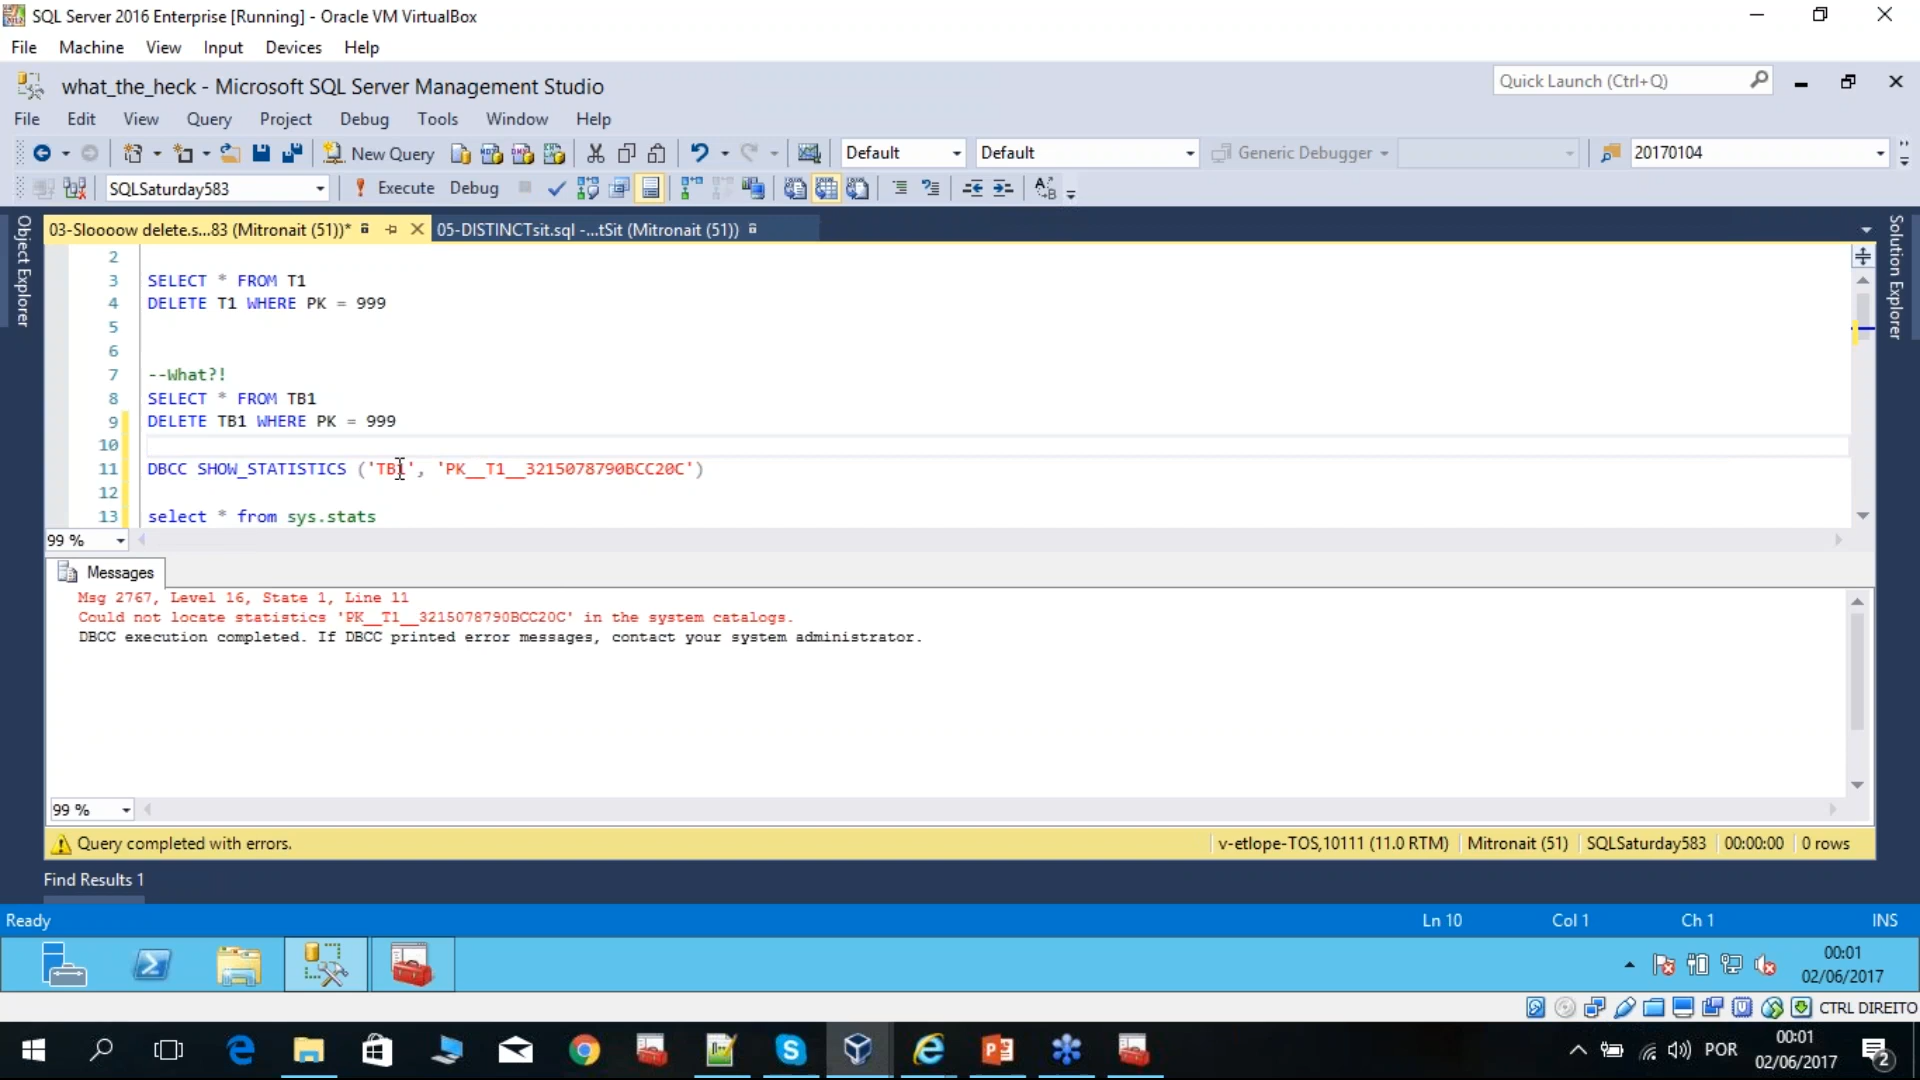 SQL Server 2016 Enterprise [Running] - Oracle VM VirtualBox
File Machine View Input Devices Help
what_the_heck - Microsoft SQL Server Management Studio
Quick Launch (Ctrl+Q)
File Edit View Query Project Debug Tools Window Help
New Query Default Default Generic Debugger 20170104
SQLSaturday583 Execute Debug
Object Explorer
Solution Explorer
03-Sloooow delete.s...83 (Mitronait (51))* 05-DISTINCTsit.sql -...tSit (Mitronait (51))
2
3 SELECT * FROM T1
4 DELETE T1 WHERE PK = 999
5
6
7 --What?!
8 SELECT * FROM TB1
9 DELETE TB1 WHERE PK = 999
10
11 DBCC SHOW_STATISTICS ('TB1', 'PK__T1__3215078790BCC20C')
12
13 select * from sys.stats
99 %
Messages
Msg 2767, Level 16, State 1, Line 11
Could not locate statistics 'PK__T1__3215078790BCC20C' in the system catalogs.
DBCC execution completed. If DBCC printed error messages, contact your system administrator.
99 %
Query completed with errors. v-etlope-TOS,10111 (11.0 RTM) Mitronait (51) SQLSaturday583 00:00:00 0 rows
Find Results 1
Ready Ln 10 Col 1 Ch 1 INS
00:01
02/06/2017
CTRL DIREITO
POR
00:01
02/06/2017
2